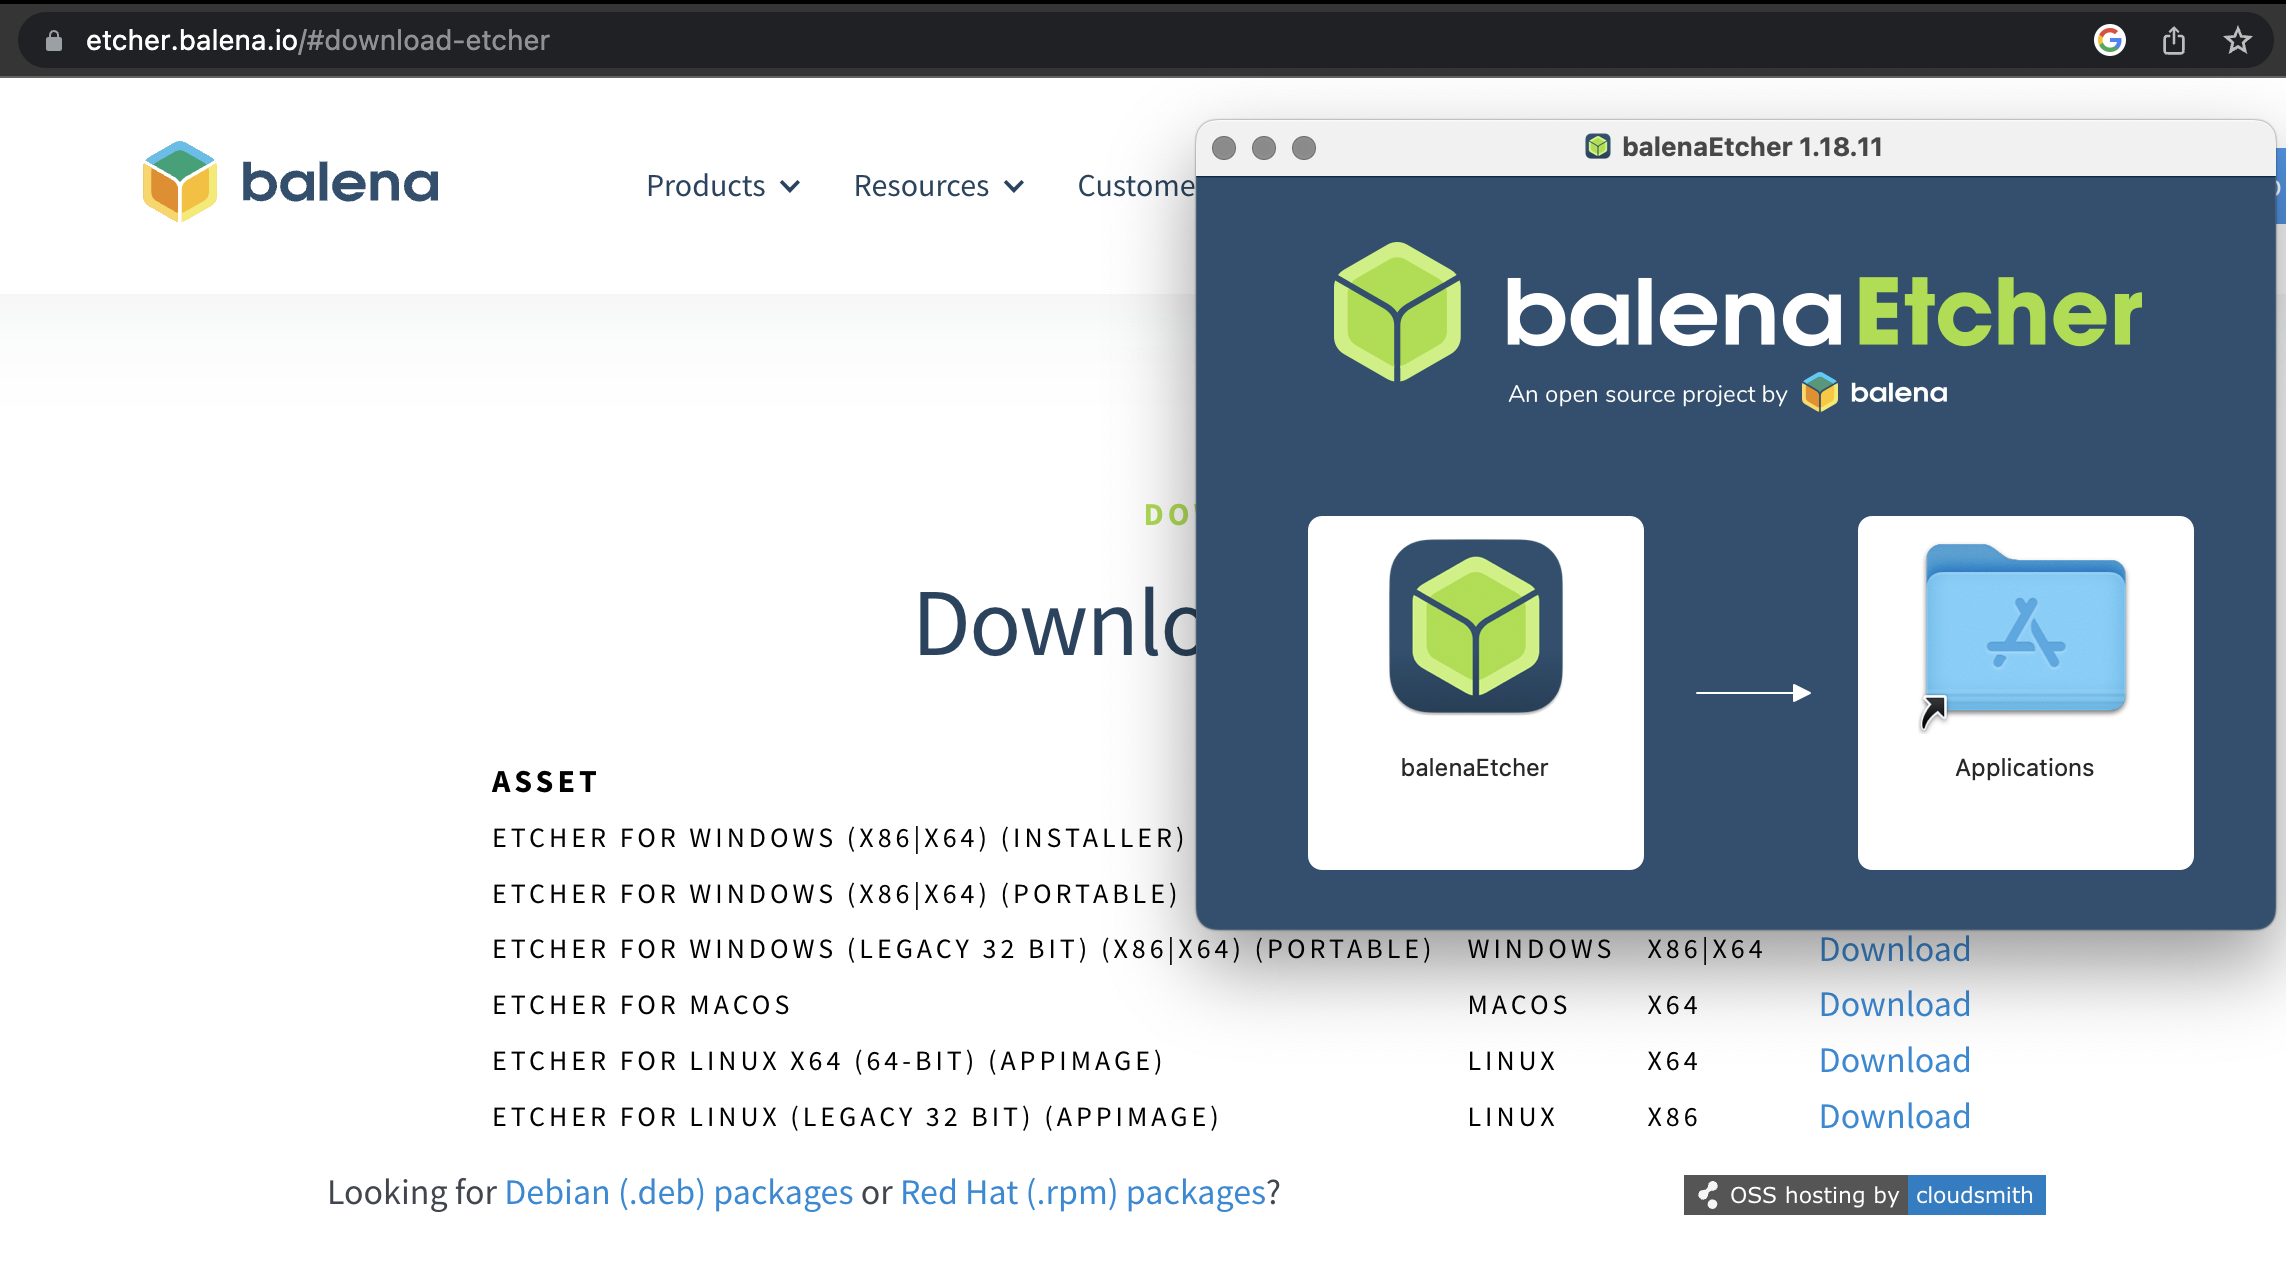 etcher.balena.io/#download-etcher
balena
Products
Resources
Custome
balenaEtcher 1.18.11
balenaEtcher
An open source project by balena
balenaEtcher
Applications
DO
Downlo
ASSET
ETCHER FOR WINDOWS (X86|X64) (INSTALLER)
ETCHER FOR WINDOWS (X86|X64) (PORTABLE)
ETCHER FOR WINDOWS (LEGACY 32 BIT) (X86|X64) (PORTABLE) WINDOWS X86|X64 Download
ETCHER FOR MACOS MACOS X64 Download
ETCHER FOR LINUX X64 (64-BIT) (APPIMAGE) LINUX X64 Download
ETCHER FOR LINUX (LEGACY 32 BIT) (APPIMAGE) LINUX X86 Download
Looking for Debian (.deb) packages or Red Hat (.rpm) packages?
OSS hosting by cloudsmith